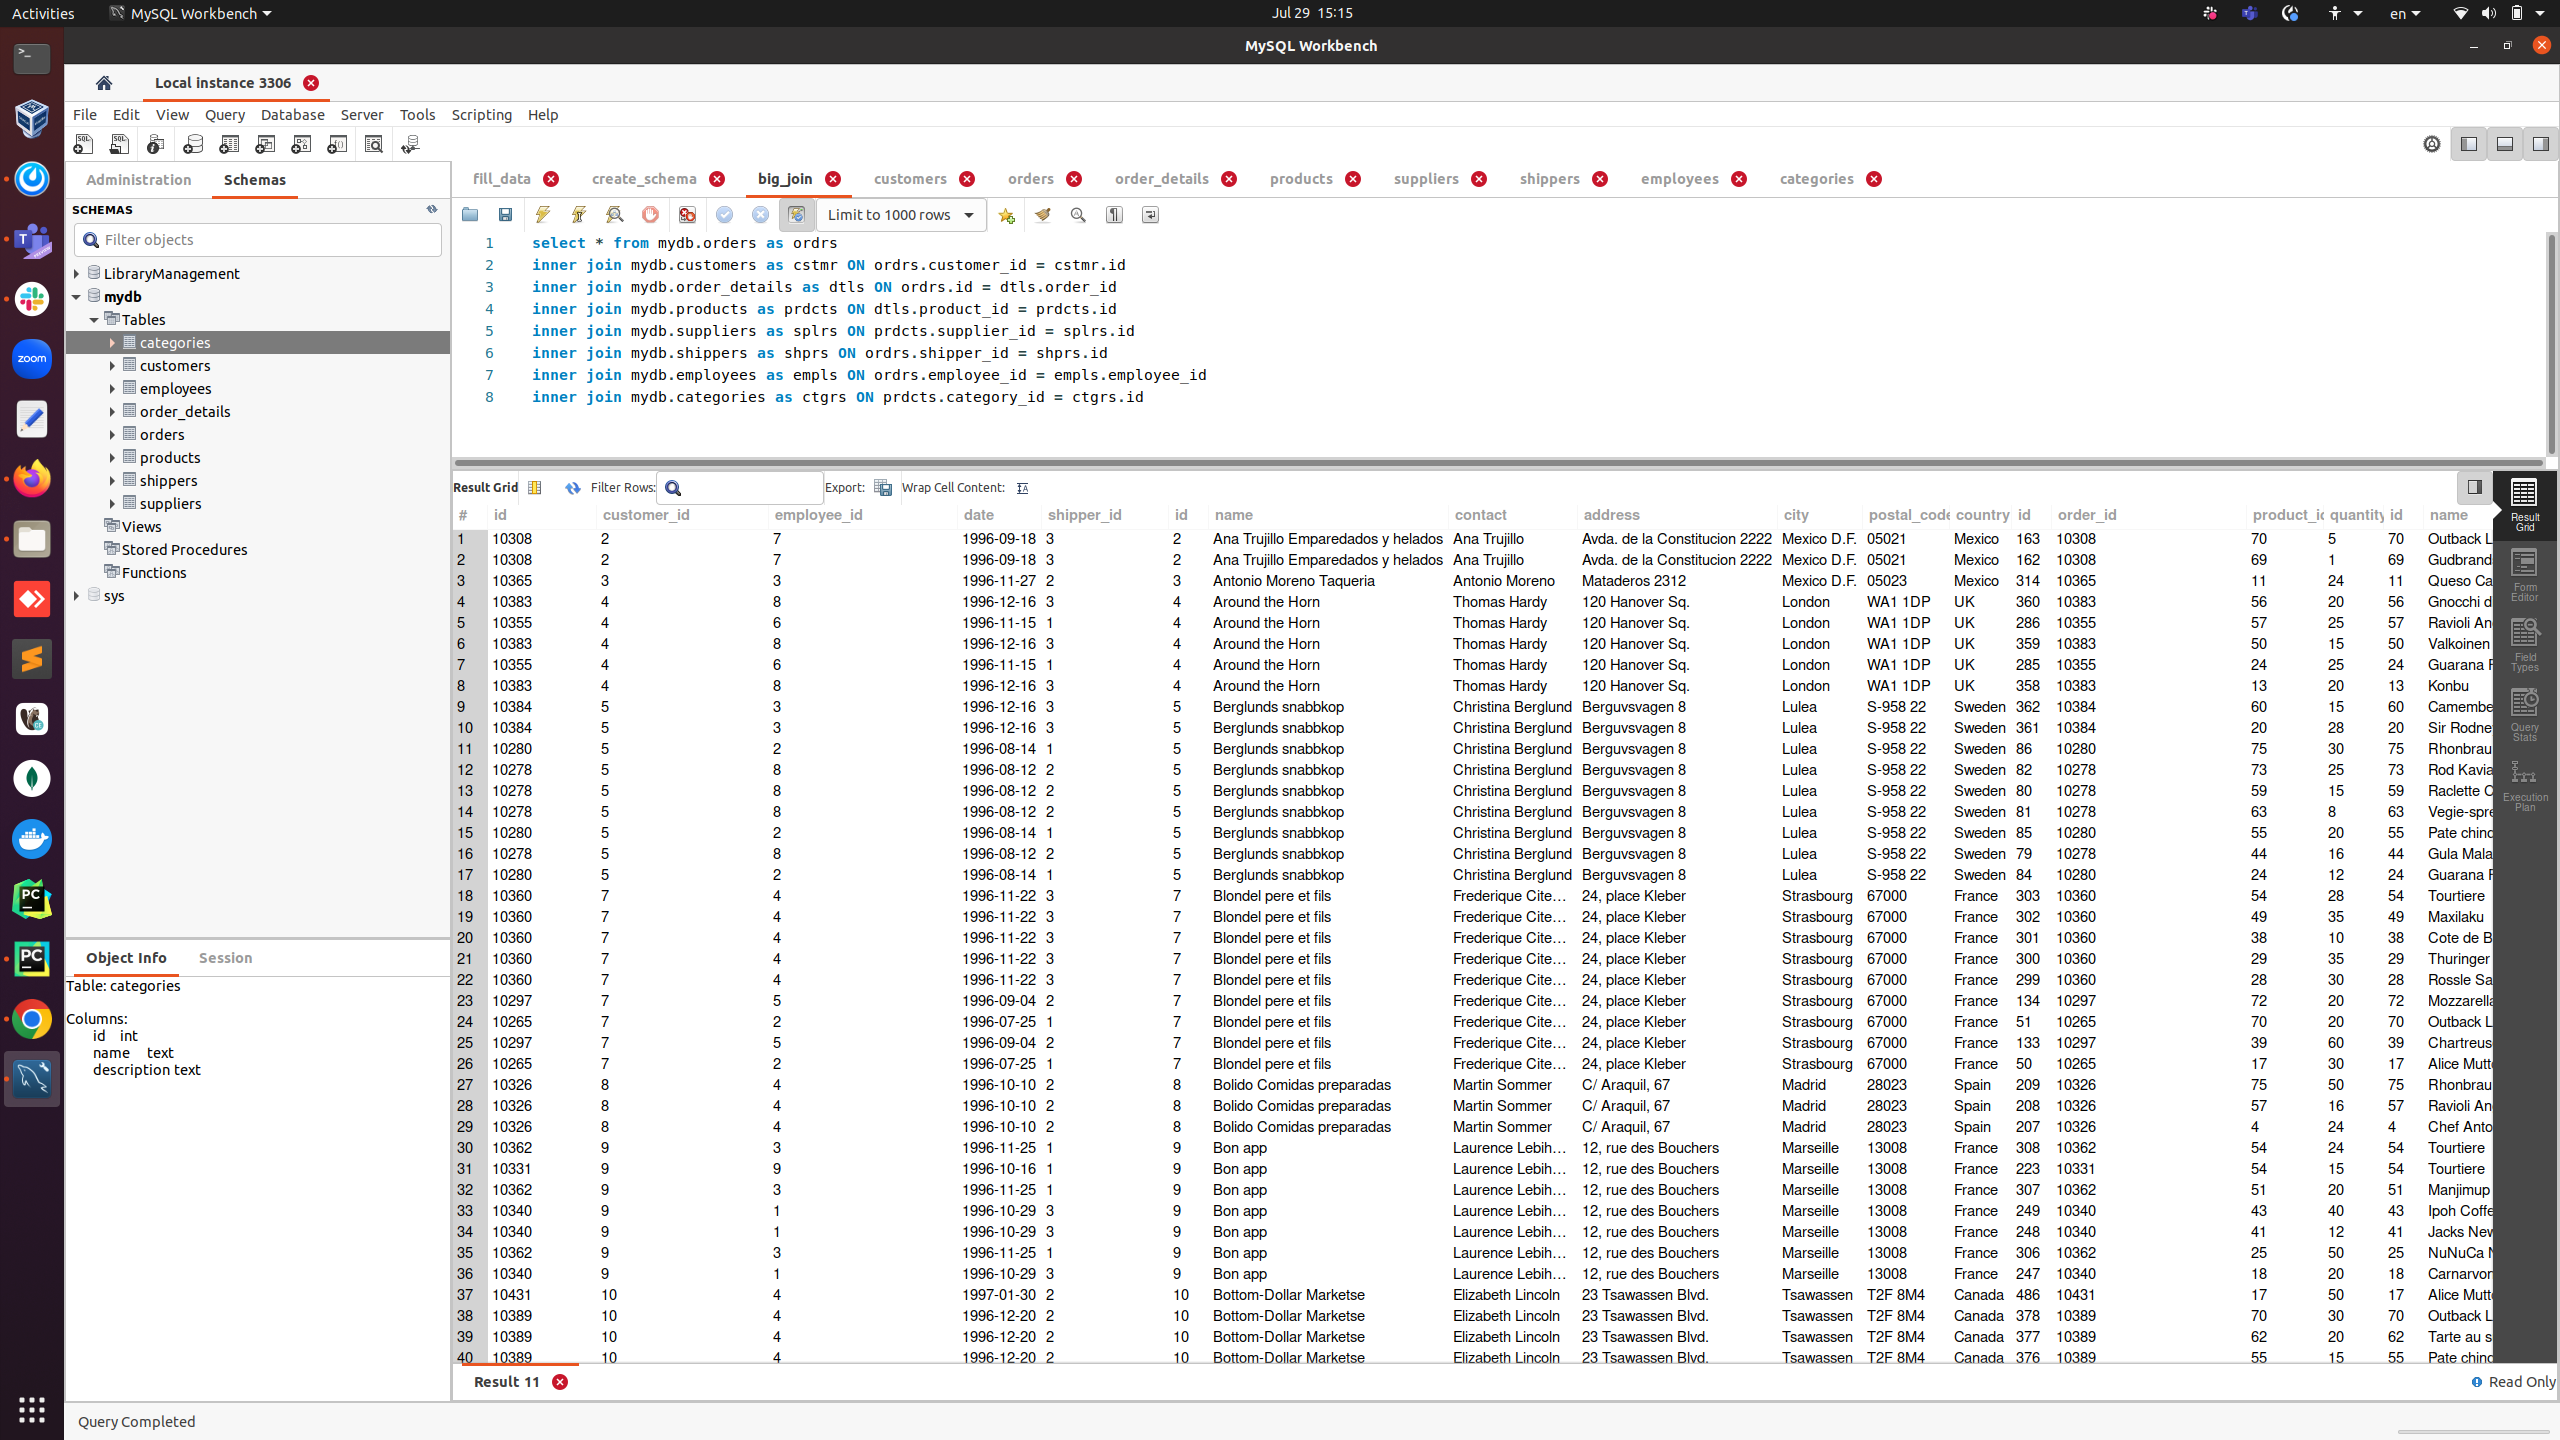 Activities MySQL Workbench Jul 29 15:15 en
MySQL Workbench
Local instance 3306
File Edit View Query Database Server Tools Scripting Help
Administration Schemas
SCHEMAS
Filter objects
LibraryManagement
mydb
Tables
categories
customers
employees
order_details
orders
products
shippers
suppliers
Views
Stored Procedures
Functions
sys
Object Info Session
Table: categories
Columns:
id int
name text
description text
fill_data create_schema big_join customers orders order_details products suppliers shippers employees categories
Limit to 1000 rows
1 select * from mydb.orders as ordrs
2 inner join mydb.customers as cstmr ON ordrs.customer_id = cstmr.id
3 inner join mydb.order_details as dtls ON ordrs.id = dtls.order_id
4 inner join mydb.products as prdcts ON dtls.product_id = prdcts.id
5 inner join mydb.suppliers as splrs ON prdcts.supplier_id = splrs.id
6 inner join mydb.shippers as shprs ON ordrs.shipper_id = shprs.id
7 inner join mydb.employees as empls ON ordrs.employee_id = empls.employee_id
8 inner join mydb.categories as ctgrs ON prdcts.category_id = ctgrs.id
Result Grid Filter Rows: Export: Wrap Cell Content:
# id customer_id employee_id date shipper_id id name contact address city postal_code country id order_id product_id quantity id name
1 10308 2 7 1996-09-18 3 2 Ana Trujillo Emparedados y helados Ana Trujillo Avda. de la Constitucion 2222 Mexico D.F. 05021 Mexico 163 10308 70 5 70 Outback L
2 10308 2 7 1996-09-18 3 2 Ana Trujillo Emparedados y helados Ana Trujillo Avda. de la Constitucion 2222 Mexico D.F. 05021 Mexico 162 10308 69 1 69 Gudbrand
3 10365 3 3 1996-11-27 2 3 Antonio Moreno Taqueria Antonio Moreno Mataderos 2312 Mexico D.F. 05023 Mexico 314 10365 11 24 11 Queso Ca
4 10383 4 8 1996-12-16 3 4 Around the Horn Thomas Hardy 120 Hanover Sq. London WA1 1DP UK 360 10383 56 20 56 Gnocchi d
5 10355 4 6 1996-11-15 1 4 Around the Horn Thomas Hardy 120 Hanover Sq. London WA1 1DP UK 286 10355 57 25 57 Ravioli An
6 10383 4 8 1996-12-16 3 4 Around the Horn Thomas Hardy 120 Hanover Sq. London WA1 1DP UK 359 10383 50 15 50 Valkoinen
7 10355 4 6 1996-11-15 1 4 Around the Horn Thomas Hardy 120 Hanover Sq. London WA1 1DP UK 285 10355 24 25 24 Guarana F
8 10383 4 8 1996-12-16 3 4 Around the Horn Thomas Hardy 120 Hanover Sq. London WA1 1DP UK 358 10383 13 20 13 Konbu
9 10384 5 3 1996-12-16 3 5 Berglunds snabbkop Christina Berglund Berguvsvagen 8 Lulea S-958 22 Sweden 362 10384 60 15 60 Camembe
10 10384 5 3 1996-12-16 3 5 Berglunds snabbkop Christina Berglund Berguvsvagen 8 Lulea S-958 22 Sweden 361 10384 20 28 20 Sir Rodne
11 10280 5 2 1996-08-14 1 5 Berglunds snabbkop Christina Berglund Berguvsvagen 8 Lulea S-958 22 Sweden 86 10280 75 30 75 Rhonbrau
12 10278 5 8 1996-08-12 2 5 Berglunds snabbkop Christina Berglund Berguvsvagen 8 Lulea S-958 22 Sweden 82 10278 73 25 73 Rod Kavia
13 10278 5 8 1996-08-12 2 5 Berglunds snabbkop Christina Berglund Berguvsvagen 8 Lulea S-958 22 Sweden 80 10278 59 15 59 Raclette C
14 10278 5 8 1996-08-12 2 5 Berglunds snabbkop Christina Berglund Berguvsvagen 8 Lulea S-958 22 Sweden 81 10278 63 8 63 Vegie-spre
15 10280 5 2 1996-08-14 1 5 Berglunds snabbkop Christina Berglund Berguvsvagen 8 Lulea S-958 22 Sweden 85 10280 55 20 55 Pate chino
16 10278 5 8 1996-08-12 2 5 Berglunds snabbkop Christina Berglund Berguvsvagen 8 Lulea S-958 22 Sweden 79 10278 44 16 44 Gula Mala
17 10280 5 2 1996-08-14 1 5 Berglunds snabbkop Christina Berglund Berguvsvagen 8 Lulea S-958 22 Sweden 84 10280 24 12 24 Guarana F
18 10360 7 4 1996-11-22 3 7 Blondel pere et fils Frederique Cite... 24, place Kleber Strasbourg 67000 France 303 10360 54 28 54 Tourtiere
19 10360 7 4 1996-11-22 3 7 Blondel pere et fils Frederique Cite... 24, place Kleber Strasbourg 67000 France 302 10360 49 35 49 Maxilaku
20 10360 7 4 1996-11-22 3 7 Blondel pere et fils Frederique Cite... 24, place Kleber Strasbourg 67000 France 301 10360 38 10 38 Cote de B
21 10360 7 4 1996-11-22 3 7 Blondel pere et fils Frederique Cite... 24, place Kleber Strasbourg 67000 France 300 10360 29 35 29 Thuringer
22 10360 7 4 1996-11-22 3 7 Blondel pere et fils Frederique Cite... 24, place Kleber Strasbourg 67000 France 299 10360 28 30 28 Rossle Sa
23 10297 7 5 1996-09-04 2 7 Blondel pere et fils Frederique Cite... 24, place Kleber Strasbourg 67000 France 134 10297 72 20 72 Mozzarella
24 10265 7 2 1996-07-25 1 7 Blondel pere et fils Frederique Cite... 24, place Kleber Strasbourg 67000 France 51 10265 70 20 70 Outback L
25 10297 7 5 1996-09-04 2 7 Blondel pere et fils Frederique Cite... 24, place Kleber Strasbourg 67000 France 133 10297 39 60 39 Chartreus
26 10265 7 2 1996-07-25 1 7 Blondel pere et fils Frederique Cite... 24, place Kleber Strasbourg 67000 France 50 10265 17 30 17 Alice Mutt
27 10326 8 4 1996-10-10 2 8 Bolido Comidas preparadas Martin Sommer C/ Araquil, 67 Madrid 28023 Spain 209 10326 75 50 75 Rhonbrau
28 10326 8 4 1996-10-10 2 8 Bolido Comidas preparadas Martin Sommer C/ Araquil, 67 Madrid 28023 Spain 208 10326 57 16 57 Ravioli An
29 10326 8 4 1996-10-10 2 8 Bolido Comidas preparadas Martin Sommer C/ Araquil, 67 Madrid 28023 Spain 207 10326 4 24 4 Chef Anto
30 10362 9 3 1996-11-25 1 9 Bon app Laurence Lebih... 12, rue des Bouchers Marseille 13008 France 308 10362 54 24 54 Tourtiere
31 10331 9 9 1996-10-16 1 9 Bon app Laurence Lebih... 12, rue des Bouchers Marseille 13008 France 223 10331 54 15 54 Tourtiere
32 10362 9 3 1996-11-25 1 9 Bon app Laurence Lebih... 12, rue des Bouchers Marseille 13008 France 307 10362 51 20 51 Manjimup
33 10340 9 1 1996-10-29 3 9 Bon app Laurence Lebih... 12, rue des Bouchers Marseille 13008 France 249 10340 43 40 43 Ipoh Coffe
34 10340 9 1 1996-10-29 3 9 Bon app Laurence Lebih... 12, rue des Bouchers Marseille 13008 France 248 10340 41 12 41 Jacks New
35 10362 9 3 1996-11-25 1 9 Bon app Laurence Lebih... 12, rue des Bouchers Marseille 13008 France 306 10362 25 50 25 NuNuCa N
36 10340 9 1 1996-10-29 3 9 Bon app Laurence Lebih... 12, rue des Bouchers Marseille 13008 France 247 10340 18 20 18 Carnarvon
37 10431 10 4 1997-01-30 2 10 Bottom-Dollar Marketse Elizabeth Lincoln 23 Tsawassen Blvd. Tsawassen T2F 8M4 Canada 486 10431 17 50 17 Alice Mutt
38 10389 10 4 1996-12-20 2 10 Bottom-Dollar Marketse Elizabeth Lincoln 23 Tsawassen Blvd. Tsawassen T2F 8M4 Canada 378 10389 70 30 70 Outback L
39 10389 10 4 1996-12-20 2 10 Bottom-Dollar Marketse Elizabeth Lincoln 23 Tsawassen Blvd. Tsawassen T2F 8M4 Canada 377 10389 62 20 62 Tarte au s
40 10389 10 4 1996-12-20 2 10 Bottom-Dollar Marketse Elizabeth Lincoln 23 Tsawassen Blvd. Tsawassen T2F 8M4 Canada 376 10389 55 15 55 Pate chino
Result
Grid
Form
Editor
Field
Types
Query
Stats
Execution
Plan
Result 11 Read Only
Query Completed
zoom